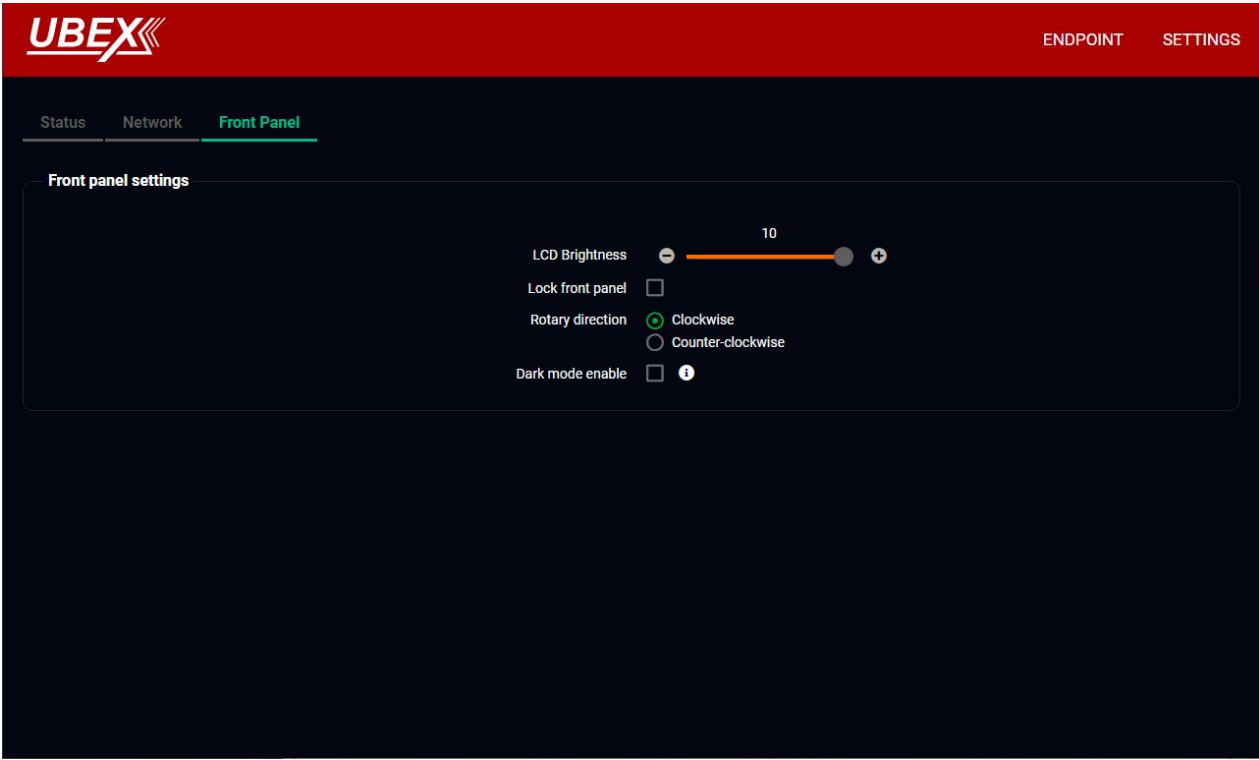 UBEX
ENDPOINT SETTINGS
Status Network Front Panel
Front panel settings
10
LCD Brightness
Lock front panel
Rotary direction Clockwise
Counter-clockwise
Dark mode enable